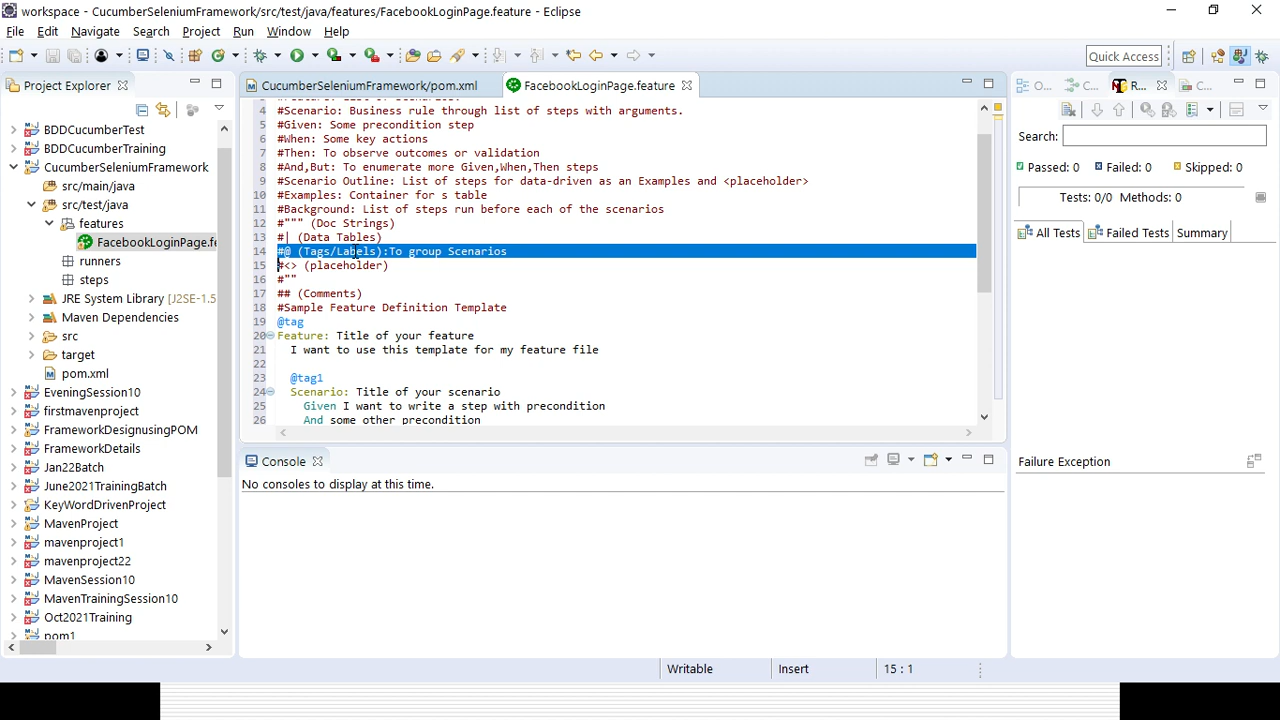 workspace - CucumberSeleniumFramework/src/test/java/features/FacebookLoginPage.feature - Eclipse
File Edit Navigate Search Project Run Window Help
Quick Access
Project Explorer
BDDCucumberTest
BDDCucumberTraining
CucumberSeleniumFramework
src/main/java
src/test/java
features
FacebookLoginPage.fe
runners
steps
JRE System Library [J2SE-1.5
Maven Dependencies
src
target
pom.xml
EveningSession10
firstmavenproject
FrameworkDesignusingPOM
FrameworkDetails
Jan22Batch
June2021TrainingBatch
KeyWordDrivenProject
MavenProject
mavenproject1
mavenproject22
MavenSession10
MavenTrainingSession10
Oct2021Training
pom1
CucumberSeleniumFramework/pom.xml
FacebookLoginPage.feature
4 #Scenario: Business rule through list of steps with arguments.
5 #Given: Some precondition step
6 #When: Some key actions
7 #Then: To observe outcomes or validation
8 #And,But: To enumerate more Given,When,Then steps
9 #Scenario Outline: List of steps for data-driven as an Examples and <placeholder>
10 #Examples: Container for s table
11 #Background: List of steps run before each of the scenarios
12 #""" (Doc Strings)
13 #| (Data Tables)
14 #@ (Tags/Labels):To group Scenarios
15 #<> (placeholder)
16 #""
17 ## (Comments)
18 #Sample Feature Definition Template
19 @tag
20 Feature: Title of your feature
21 I want to use this template for my feature file
22
23 @tag1
24 Scenario: Title of your scenario
25 Given I want to write a step with precondition
26 And some other precondition
Console
No consoles to display at this time.
O... C... R... C...
Search:
Passed: 0 Failed: 0 Skipped: 0
Tests: 0/0 Methods: 0
All Tests Failed Tests Summary
Failure Exception
Writable Insert 15 : 1